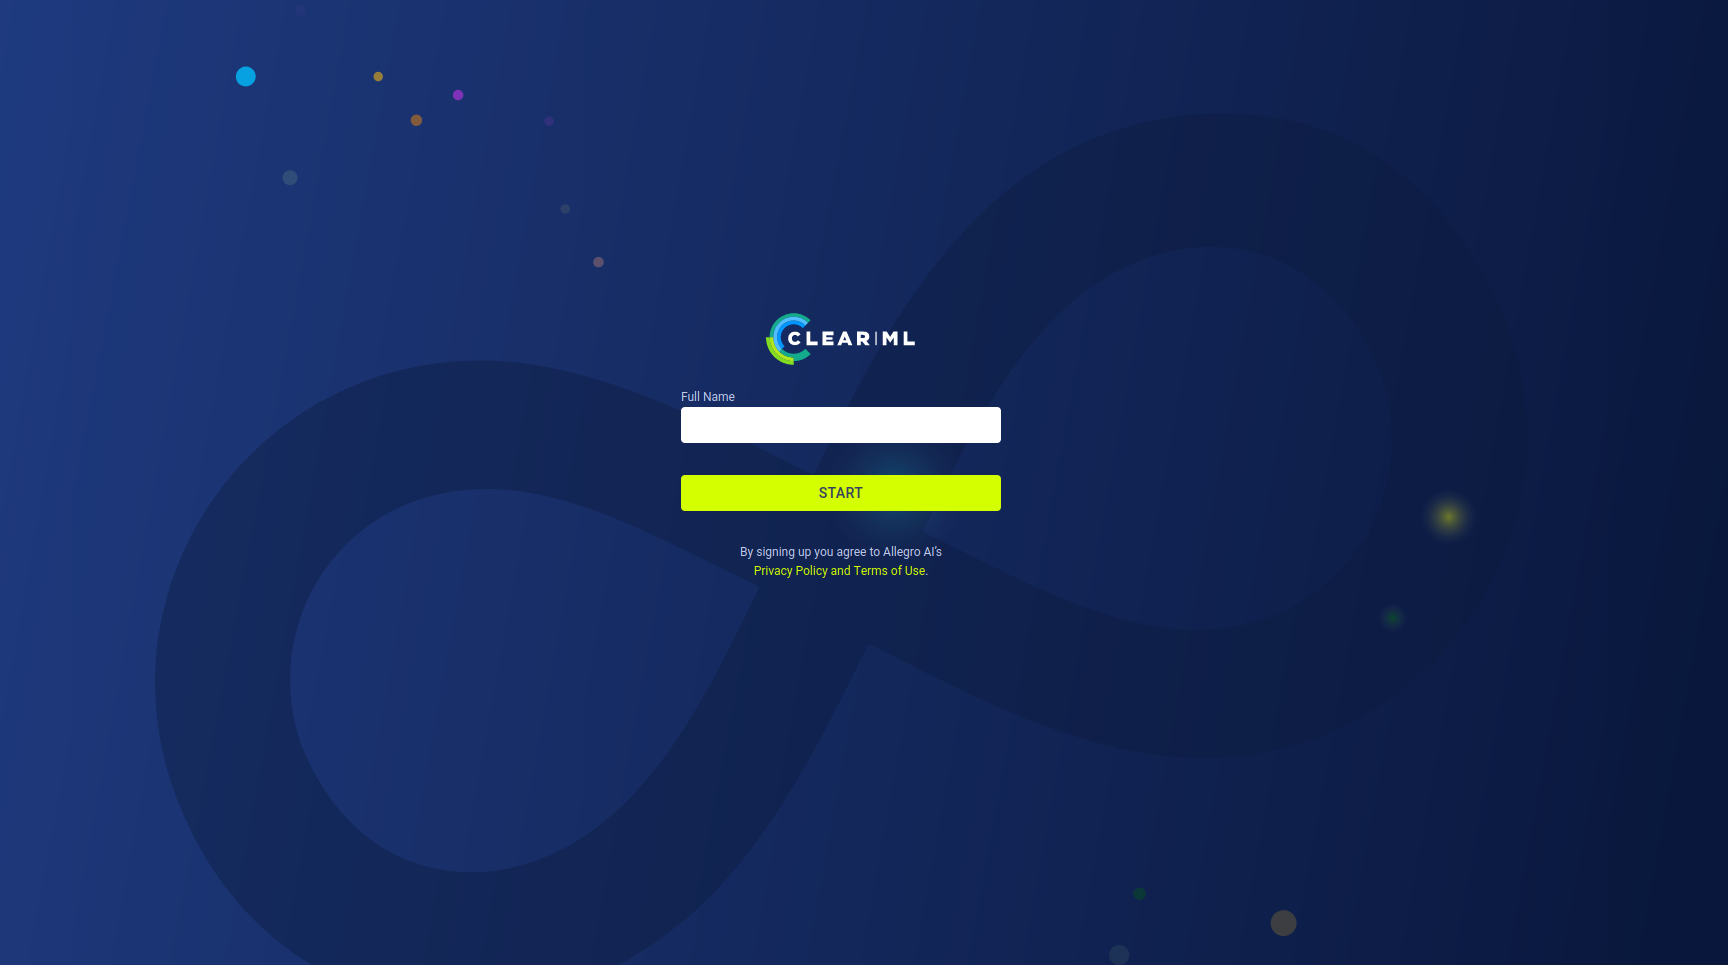 CLEAR|ML
Full Name
START
By signing up you agree to Allegro AI's
Privacy Policy and Terms of Use.